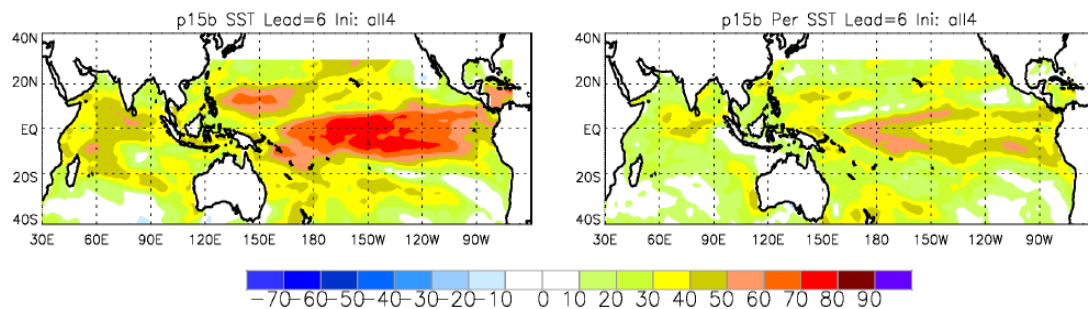 p15b SST Lead=6 Ini: all4
40N
20N
EQ
20S
40S
30E 60E 90E 120E 150E 180 150W 120W 90W
p15b Per SST Lead=6 Ini: all4
40N
20N
EQ
20S
40S
30E 60E 90E 120E 150E 180 150W 120W 90W
-70 -60 -50 -40 -30 -20 -10 0 10 20 30 40 50 60 70 80 90